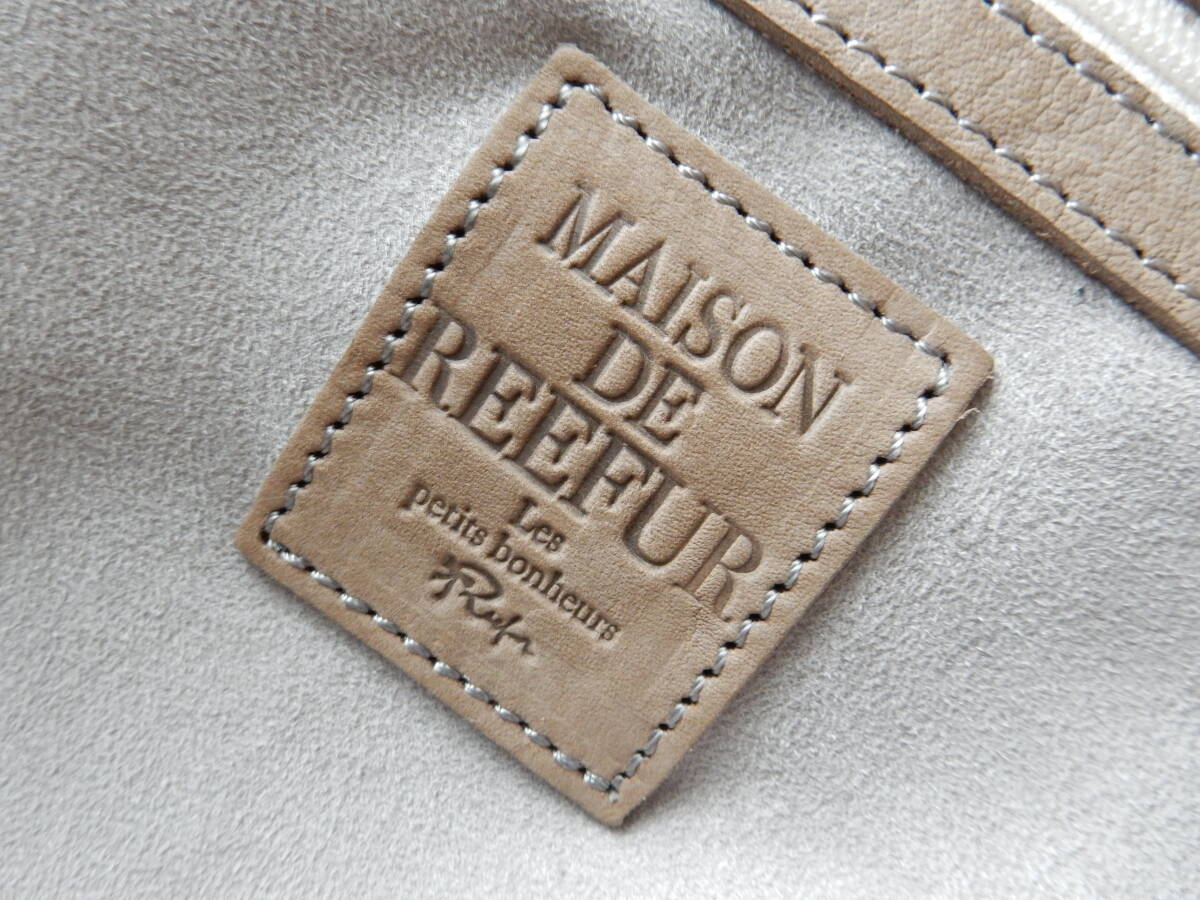 MAISON
DE
REEFUR
Les
petits bonheurs